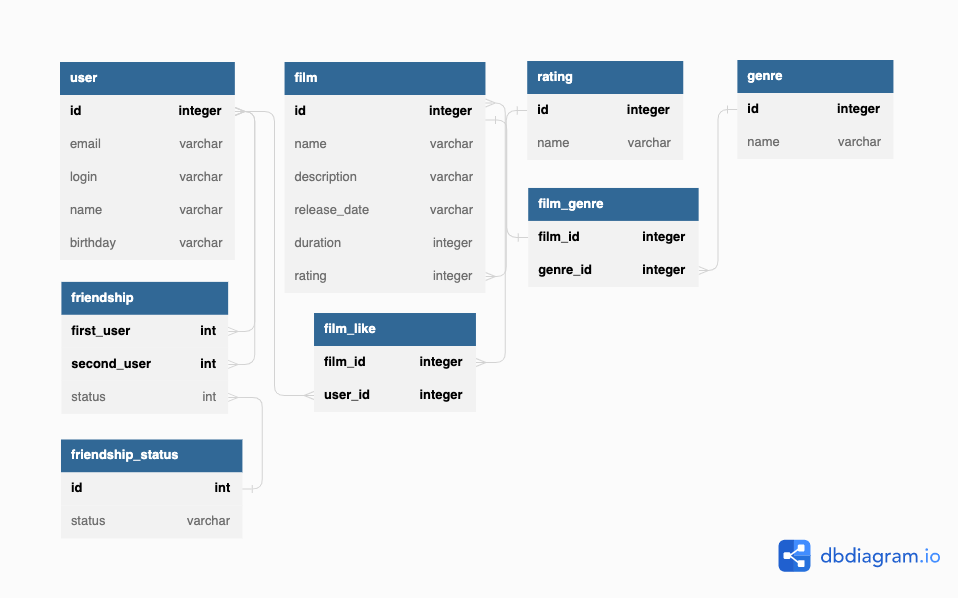 user
id integer
email varchar
login varchar
name varchar
birthday varchar
friendship
first_user int
second_user int
status int
friendship_status
id int
status varchar
film
id integer
name varchar
description varchar
release_date varchar
duration integer
rating integer
film_like
film_id integer
user_id integer
rating
id integer
name varchar
film_genre
film_id integer
genre_id integer
genre
id integer
name varchar
dbdiagram.io